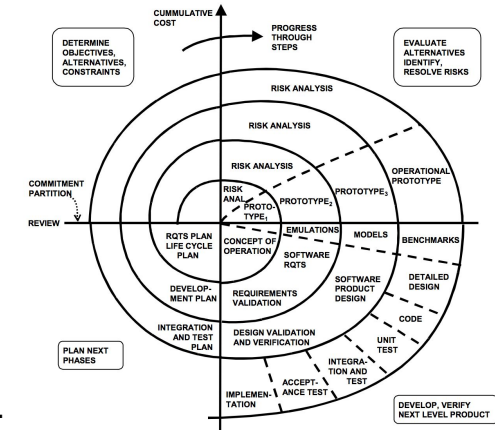 CUMMULATIVE
COST
PROGRESS
THROUGH
STEPS
DETERMINE
OBJECTIVES,
ALTERNATIVES,
CONSTRAINTS
EVALUATE
ALTERNATIVES
IDENTIFY,
RESOLVE RISKS
RISK ANALYSIS
RISK ANALYSIS
RISK ANALYSIS
RISK
ANAL.
PROTO-
TYPE1
PROTOTYPE2
PROTOTYPE3
OPERATIONAL
PROTOTYPE
COMMITMENT
PARTITION
REVIEW
EMULATIONS
MODELS
BENCHMARKS
RQTS PLAN
LIFE CYCLE
PLAN
CONCEPT OF
OPERATION
SOFTWARE
RQTS
SOFTWARE
PRODUCT
DESIGN
DETAILED
DESIGN
DEVELOP-
MENT PLAN
REQUIREMENTS
VALIDATION
CODE
INTEGRATION
AND TEST
PLAN
DESIGN VALIDATION
AND VERIFICATION
UNIT
TEST
PLAN NEXT
PHASES
INTEGRA-
TION AND
TEST
ACCEPT-
ANCE TEST
IMPLEMEN-
TATION
DEVELOP, VERIFY
NEXT LEVEL PRODUCT